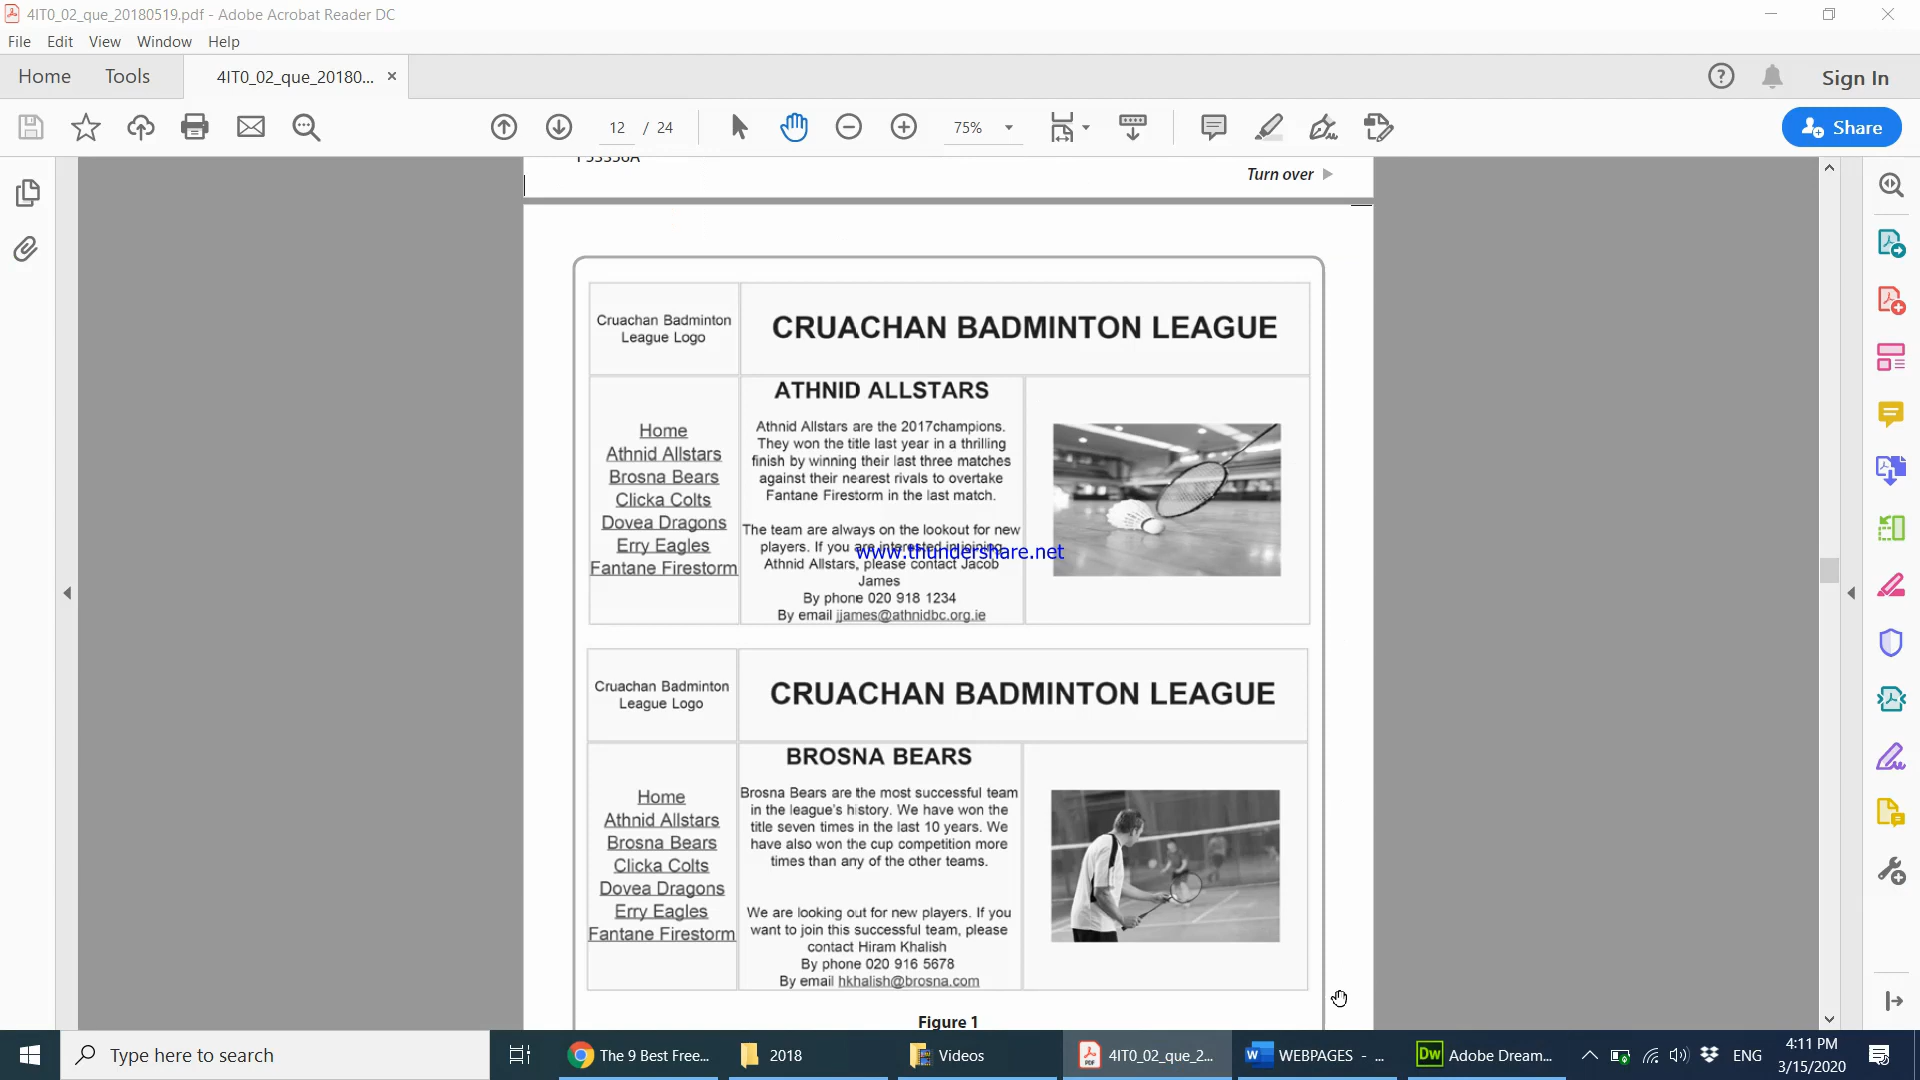 4IT0_02_que_20180519.pdf - Adobe Acrobat Reader DC
File Edit View Window Help
Home Tools 4IT0_02_que_20180... × Sign In
12 / 24 75% Share
Turn over
Cruachan Badminton
League Logo
CRUACHAN BADMINTON LEAGUE
Home
Athnid Allstars
Brosna Bears
Clicka Colts
Dovea Dragons
Erry Eagles
Fantane Firestorm
ATHNID ALLSTARS
Athnid Allstars are the 2017champions.
They won the title last year in a thrilling
finish by winning their last three matches
against their nearest rivals to overtake
Fantane Firestorm in the last match.
The team are always on the lookout for new
players. If you are interested in joining
www.thundershare.net
Athnid Allstars, please contact Jacob
James
By phone 020 918 1234
By email jjames@athnidbc.org.ie
Cruachan Badminton
League Logo
CRUACHAN BADMINTON LEAGUE
Home
Athnid Allstars
Brosna Bears
Clicka Colts
Dovea Dragons
Erry Eagles
Fantane Firestorm
BROSNA BEARS
Brosna Bears are the most successful team
in the league's history. We have won the
title seven times in the last 10 years. We
have also won the cup competition more
times than any of the other teams.
We are looking out for new players. If you
want to join this successful team, please
contact Hiram Khalish
By phone 020 916 5678
By email hkhalish@brosna.com
Figure 1
Type here to search The 9 Best Free... 2018 Videos 4IT0_02_que_2... WEBPAGES - ... Dw Adobe Dream... ENG 4:11 PM
3/15/2020